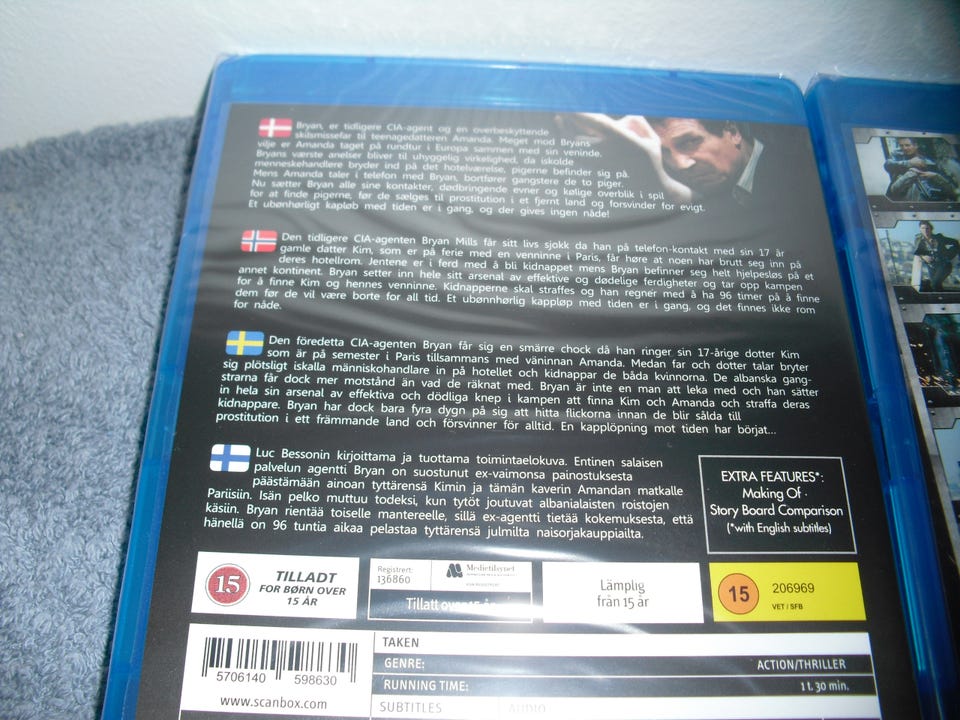 Bryan, er tidligere CIA-agent og en overbeskyttende
skilsmissefar til teenagedatteren Amanda. Meget mod Bryans
vilje er Amanda taget på rundtur i Europa sammen med sin veninde.
Bryans værste anelser bliver til uhyggelig virkelighed, da iskolde
menneskehandlere bryder ind på det hotelværelse, pigerne befinder sig på.
Mens Amanda taler i telefon med Bryan, bortfører gangstere de to piger.
Nu sætter Bryan alle sine kontakter, dødbringende evner og kølige overblik i spil
for at finde pigerne, før de sælges til prostitution i et fjernt land og forsvinder for evigt.
Et ubønhørligt kapløb med tiden er i gang, og der gives ingen nåde!
Den tidligere CIA-agenten Bryan Mills får sitt livs sjokk da han på telefon-kontakt med sin 17 år
gamle datter Kim, som er på ferie med en venninne i Paris, får høre at noen har brutt seg inn på
deres hotellrom. Jentene er i ferd med å bli kidnappet mens Bryan befinner seg helt hjelpesløs på et
annet kontinent. Bryan setter inn hele sitt arsenal av effektive og dødelige ferdigheter og tar opp kampen
for å finne Kim og hennes venninne. Kidnapperne skal straffes og han regner med å ha 96 timer på å finne
dem før de vil være borte for all tid. Et ubønnhørlig kappløp med tiden er i gang, og det finnes ikke rom
for nåde.
Den föredetta CIA-agenten Bryan får sig en smärre chock då han ringer sin 17-årige dotter Kim
som är på semester i Paris tillsammans med väninnan Amanda. Medan far och dotter talar bryter
sig plötsligt iskalla människohandlare in på hotellet och kidnappar de båda kvinnorna. De albanska gang-
strarna får dock mer motstånd än vad de räknat med. Bryan är inte en man att leka med och han sätter
in hela sin arsenal av effektiva och dödliga knep i kampen att finna Kim och Amanda och straffa deras
kidnappare. Bryan har dock bara fyra dygn på sig att hitta flickorna innan de blir sålda till
prostitution i ett främmande land och försvinner för alltid. En kapplöpning mot tiden har börjat...
Luc Bessonin kirjoittama ja tuottama toimintaelokuva. Entinen salaisen
palvelun agentti Bryan on suostunut ex-vaimonsa painostuksesta
päästämään ainoan tyttärensä Kimin ja tämän kaverin Amandan matkalle
Pariisiin. Isän pelko muuttuu todeksi, kun tytöt joutuvat albanialaisten roistojen
käsiin. Bryan rientää toiselle mantereelle, sillä ex-agentti tietää kokemuksesta, että
hänellä on 96 tuntia aikaa pelastaa tyttärensä julmilta naisorjakauppiailta.
EXTRA FEATURES*:
Making Of
Story Board Comparison
(*with English subtitles)
15
TILLADT
FOR BØRN OVER
15 ÅR
Registrert:
136860
Medietilsynet
Tillatt over 15 år
Lämplig
från 15 år
15
206969
VET / SFB
5706140 598630
www.scanbox.com
TAKEN
GENRE: ACTION/THRILLER
RUNNING TIME: 1 t. 30 min.
SUBTITLES AUDIO